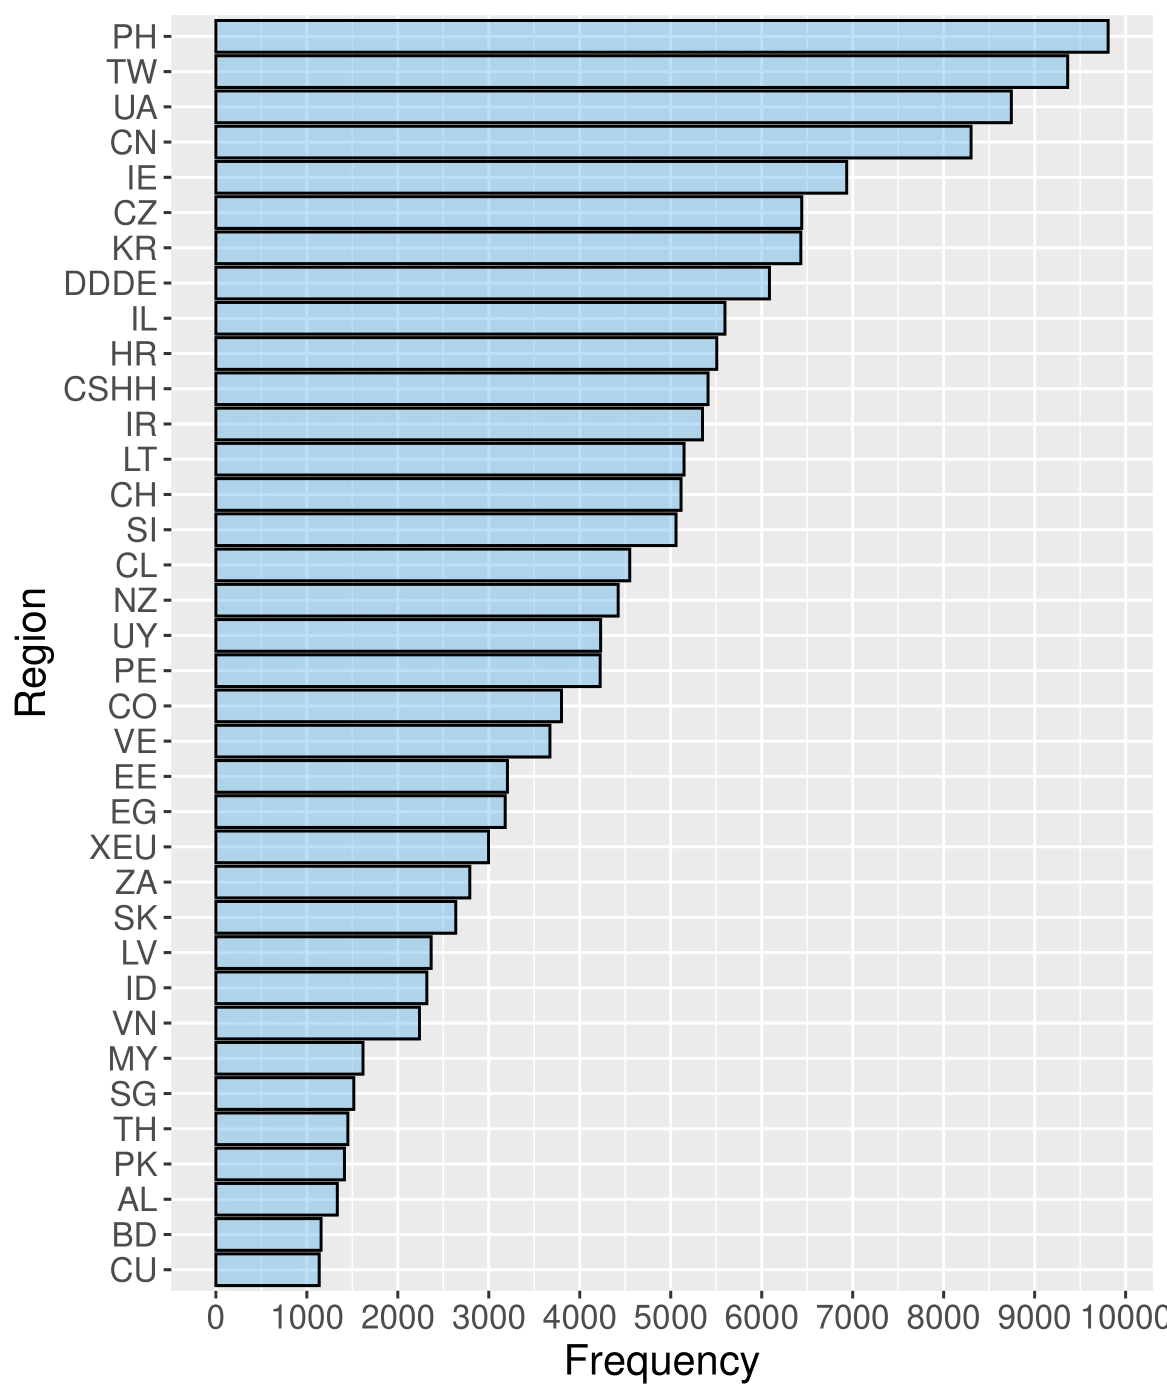 PH
TW
UA
CN
IE
CZ
KR
DDDE
IL
HR
CSHH
IR
LT
CH
SI
CL
NZ
UY
PE
CO
VE
EE
EG
XEU
ZA
SK
LV
ID
VN
MY
SG
TH
PK
AL
BD
CU
Region
0 1000 2000 3000 4000 5000 6000 7000 8000 9000 10000
Frequency